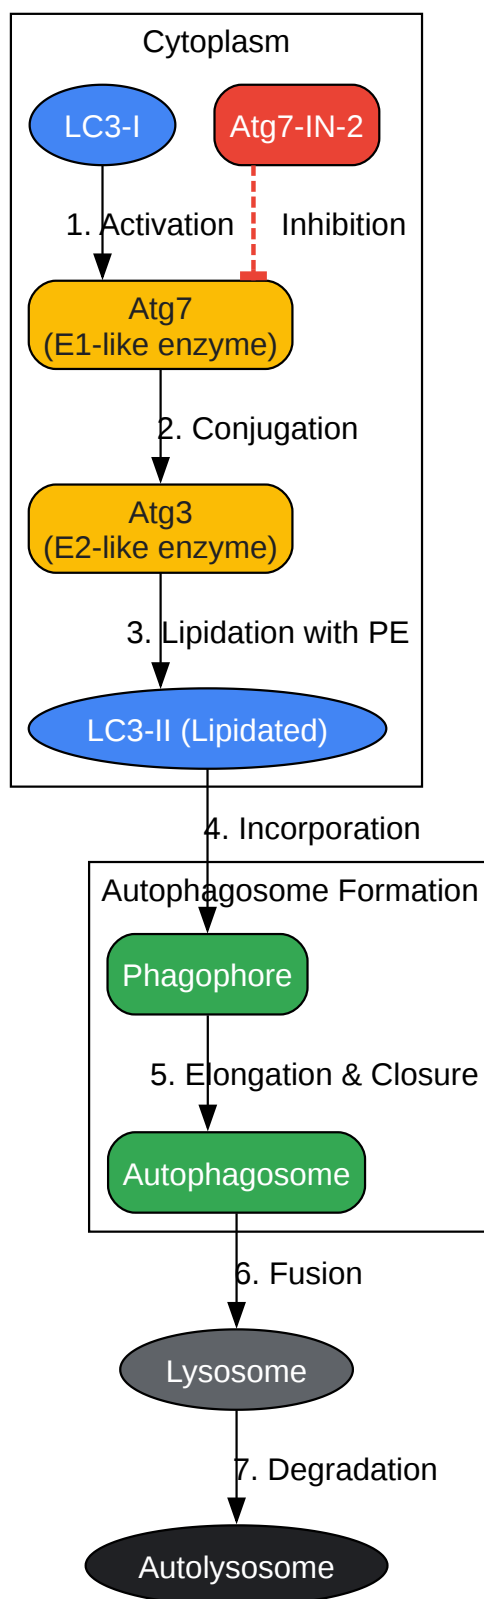 Cytoplasm
LC3-I
Atg7-IN-2
1. Activation
Inhibition
Atg7
(E1-like enzyme)
2. Conjugation
Atg3
(E2-like enzyme)
3. Lipidation with PE
LC3-II (Lipidated)
4. Incorporation
Autophagosome Formation
Phagophore
5. Elongation & Closure
Autophagosome
6. Fusion
Lysosome
7. Degradation
Autolysosome